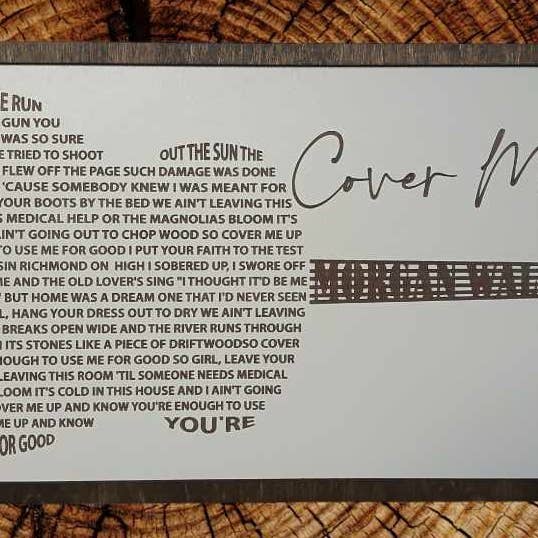 E RUN
GUN YOU
WAS SO SURE
E TRIED TO SHOOT OUT THE SUN THE
FLEW OFF THE PAGE SUCH DAMAGE WAS DONE
'CAUSE SOMEBODY KNEW I WAS MEANT FOR
YOUR BOOTS BY THE BED WE AIN'T LEAVING THIS
S MEDICAL HELP OR THE MAGNOLIAS BLOOM IT'S
AIN'T GOING OUT TO CHOP WOOD SO COVER ME UP
TO USE ME FOR GOOD I PUT YOUR FAITH TO THE TEST
SIN RICHMOND ON HIGH I SOBERED UP, I SWORE OFF
ME AND THE OLD LOVER'S SING "I THOUGHT IT'D BE ME
BUT HOME WAS A DREAM ONE THAT I'D NEVER SEEN
L, HANG YOUR DRESS OUT TO DRY WE AIN'T LEAVING
BREAKS OPEN WIDE AND THE RIVER RUNS THROUGH
ITS STONES LIKE A PIECE OF DRIFTWOODSO COVER
OUGH TO USE ME FOR GOOD SO GIRL, LEAVE YOUR
LEAVING THIS ROOM 'TIL SOMEONE NEEDS MEDICAL
LOOM IT'S COLD IN THIS HOUSE AND I AIN'T GOING
OVER ME UP AND KNOW YOU'RE ENOUGH TO USE
ME UP AND KNOW YOU'RE
OR GOOD
Cover M
MORGAN WAL